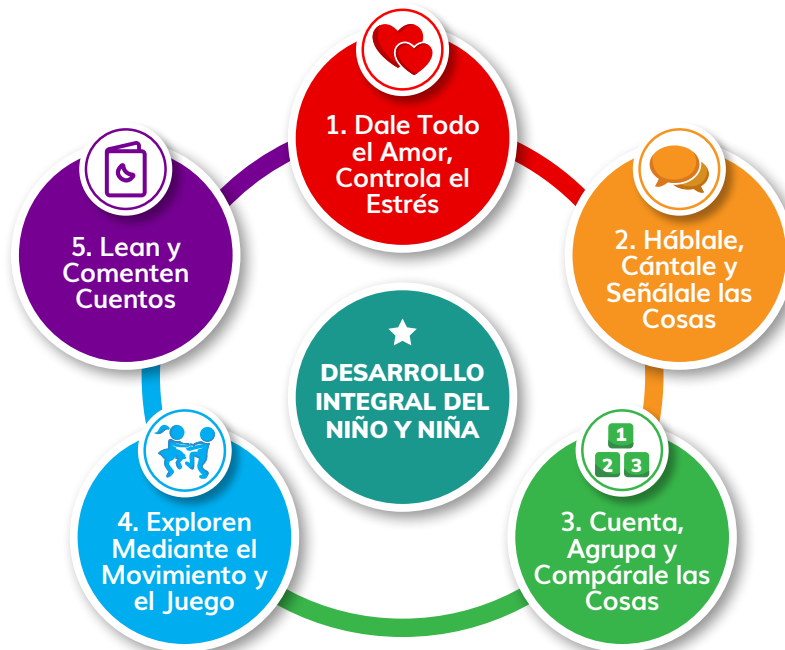 1. Dale Todo
el Amor,
Controla el
Estrés
2. Háblale,
Cántale y
Señálale las
Cosas
1
2 3
3. Cuenta,
Agrupa y
Compárale las
Cosas
4. Exploren
Mediante el
Movimiento y
el Juego
5. Lean y
Comenten
Cuentos
DESARROLLO
INTEGRAL DEL
NIÑO Y NIÑA